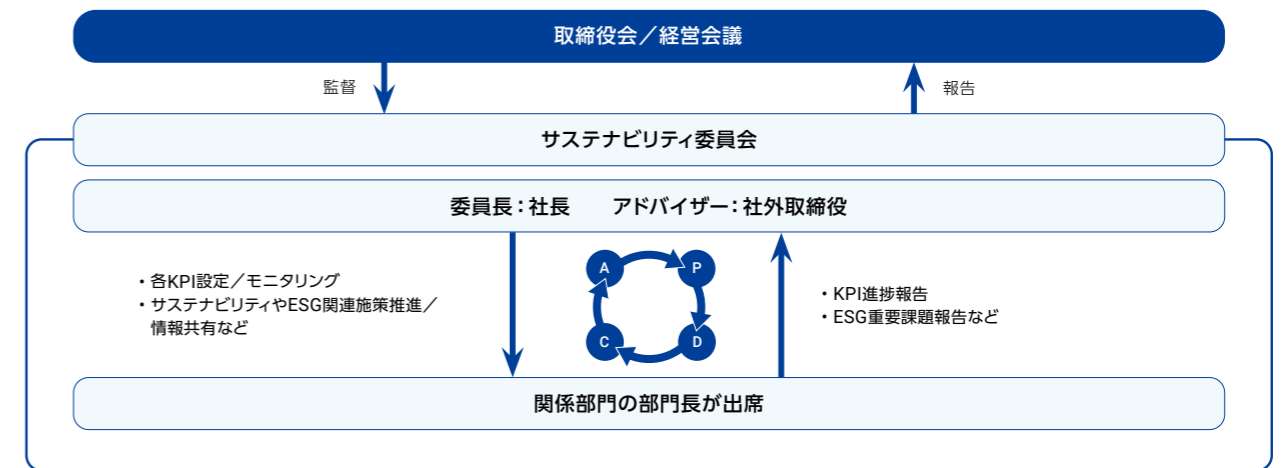 取締役会／経営会議
監督
報告
サステナビリティ委員会
委員長：社長　　アドバイザー：社外取締役
・各KPI設定／モニタリング
・サステナビリティやESG関連施策推進／
情報共有など
A
P
C
D
・KPI進捗報告
・ESG重要課題報告など
関係部門の部門長が出席